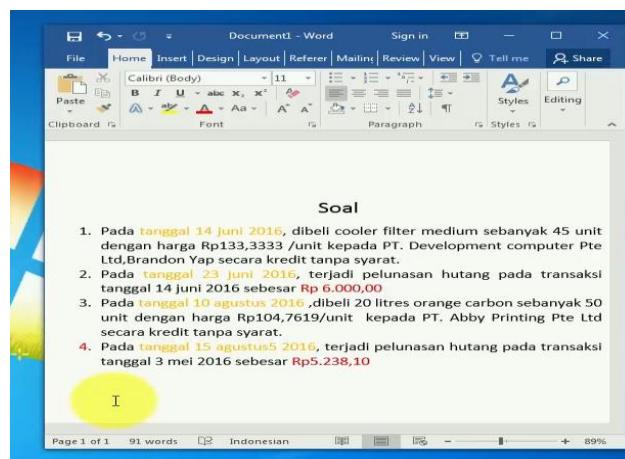 Document1 - Word Sign in
File Home Insert Design Layout Referer Mailing Review View Tell me Share
Calibri (Body) 11
Paste B I U abc x, x² Styles Editing
A aby A Aa A A
Clipboard Font Paragraph Styles
Soal
1. Pada tanggal 14 juni 2016, dibeli cooler filter medium sebanyak 45 unit
dengan harga Rp133,3333 /unit kepada PT. Development computer Pte
Ltd,Brandon Yap secara kredit tanpa syarat.
2. Pada tanggal 23 juni 2016, terjadi pelunasan hutang pada transaksi
tanggal 14 juni 2016 sebesar Rp 6.000,00
3. Pada tanggal 10 agustus 2016 ,dibeli 20 litres orange carbon sebanyak 50
unit dengan harga Rp104,7619/unit kepada PT. Abby Printing Pte Ltd
secara kredit tanpa syarat.
4. Pada tanggal 15 agustus5 2016, terjadi pelunasan hutang pada transaksi
tanggal 3 mei 2016 sebesar Rp5.238,10
Page 1 of 1 91 words Indonesian 89%